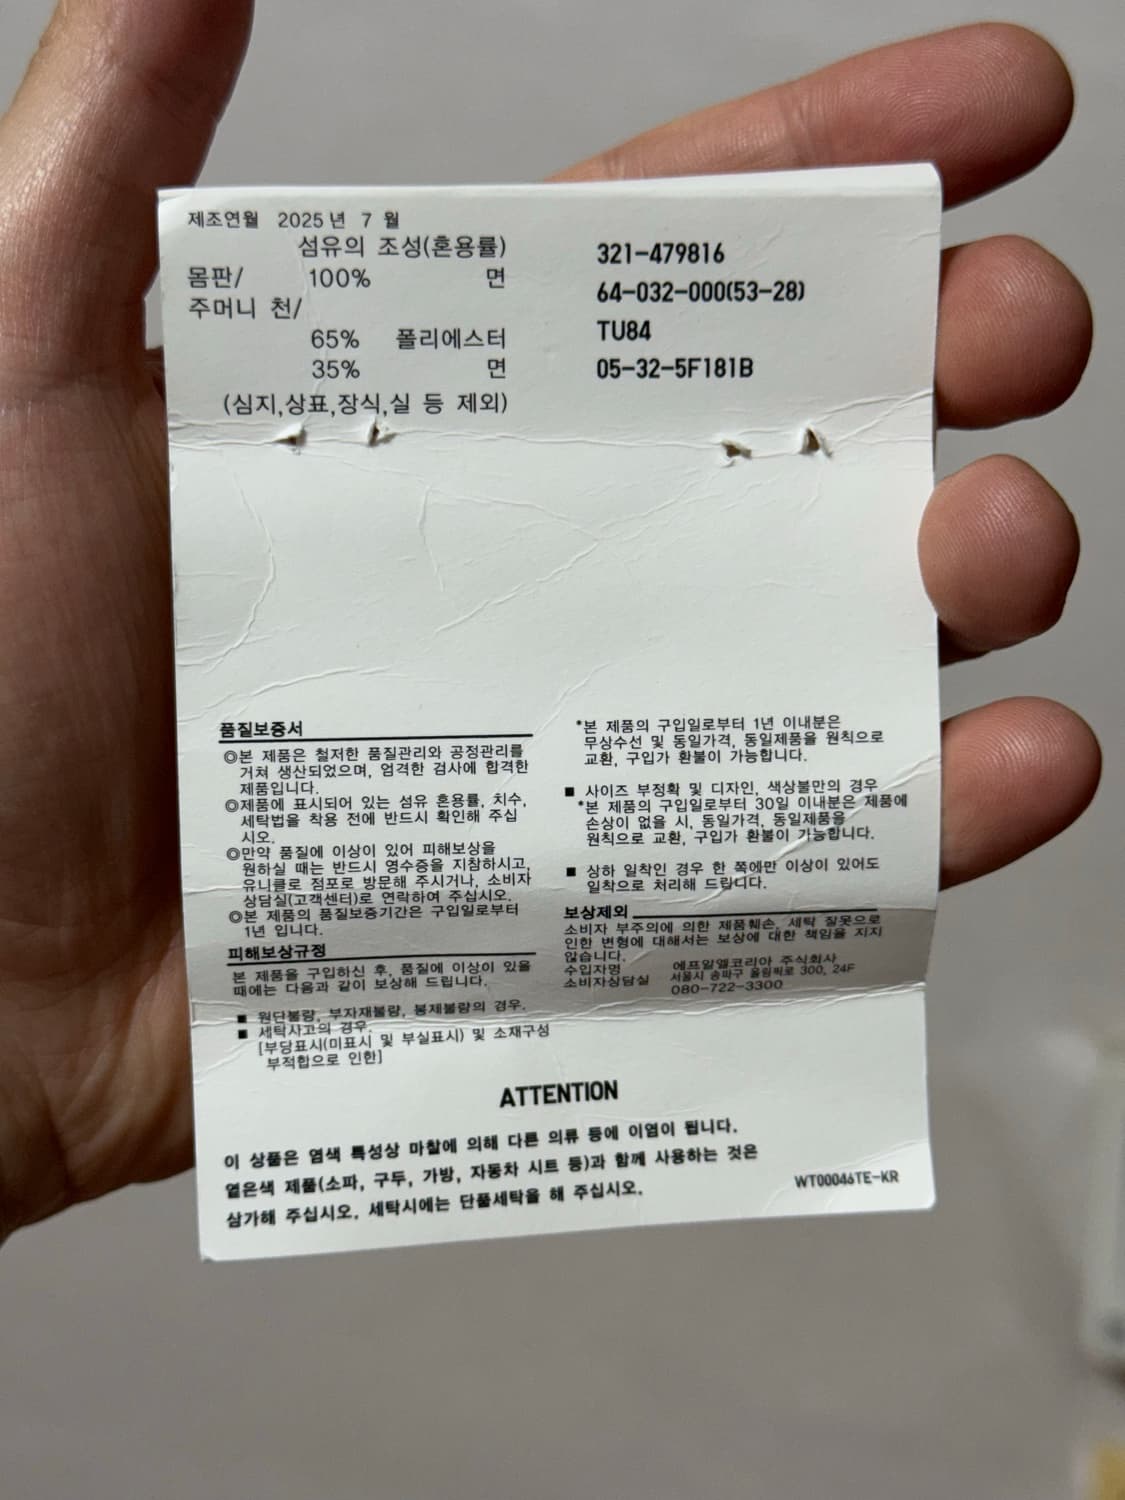 제조연월 2025년 7 월
섬유의 조성(혼용률)
몸판/ 100% 면
주머니 천/
65% 폴리에스터
35% 면
(심지,상표,장식,실 등 제외)
321-479816
64-032-000(53-28)
TU84
05-32-5F181B
품질보증서
◎본 제품은 철저한 품질관리와 공정관리를
거쳐 생산되었으며, 엄격한 검사에 합격한
제품입니다.
◎제품에 표시되어 있는 섬유 혼용률, 치수,
세탁법을 착용 전에 반드시 확인해 주십
시오.
◎만약 품질에 이상이 있어 피해보상을
원하실 때는 반드시 영수증을 지참하시고,
유니클로 점포로 방문해 주시거나, 소비자
상담실(고객센터)로 연락하여 주십시오.
◎본 제품의 품질보증기간은 구입일로부터
1년 입니다.
피해보상규정
본 제품을 구입하신 후, 품질에 이상이 있을
때에는 다음과 같이 보상해 드립니다.
■ 원단불량, 부자재불량, 봉제불량의 경우.
■ 세탁사고의 경우.
[부당표시(미표시 및 부실표시) 및 소재구성
부적합으로 인한]
*본 제품의 구입일로부터 1년 이내분은
무상수선 및 동일가격, 동일제품을 원칙으로
교환, 구입가 환불이 가능합니다.
■ 사이즈 부정확 및 디자인, 색상불만의 경우
*본 제품의 구입일로부터 30일 이내분은 제품에
손상이 없을 시, 동일가격, 동일제품을
원칙으로 교환, 구입가 환불이 가능합니다.
■ 상하 일착인 경우 한 쪽에만 이상이 있어도
일착으로 처리해 드립니다.
보상제외
소비자 부주의에 의한 제품훼손, 세탁 잘못으로
인한 변형에 대해서는 보상에 대한 책임을 지지
않습니다.
수입자명 에프알엘코리아 주식회사
서울시 송파구 올림픽로 300, 24F
소비자상담실 080-722-3300
ATTENTION
이 상품은 염색 특성상 마찰에 의해 다른 의류 등에 이염이 됩니다.
옅은색 제품(소파, 구두, 가방, 자동차 시트 등)과 함께 사용하는 것은
삼가해 주십시오. 세탁시에는 단품세탁을 해 주십시오.
WT00046TE-KR